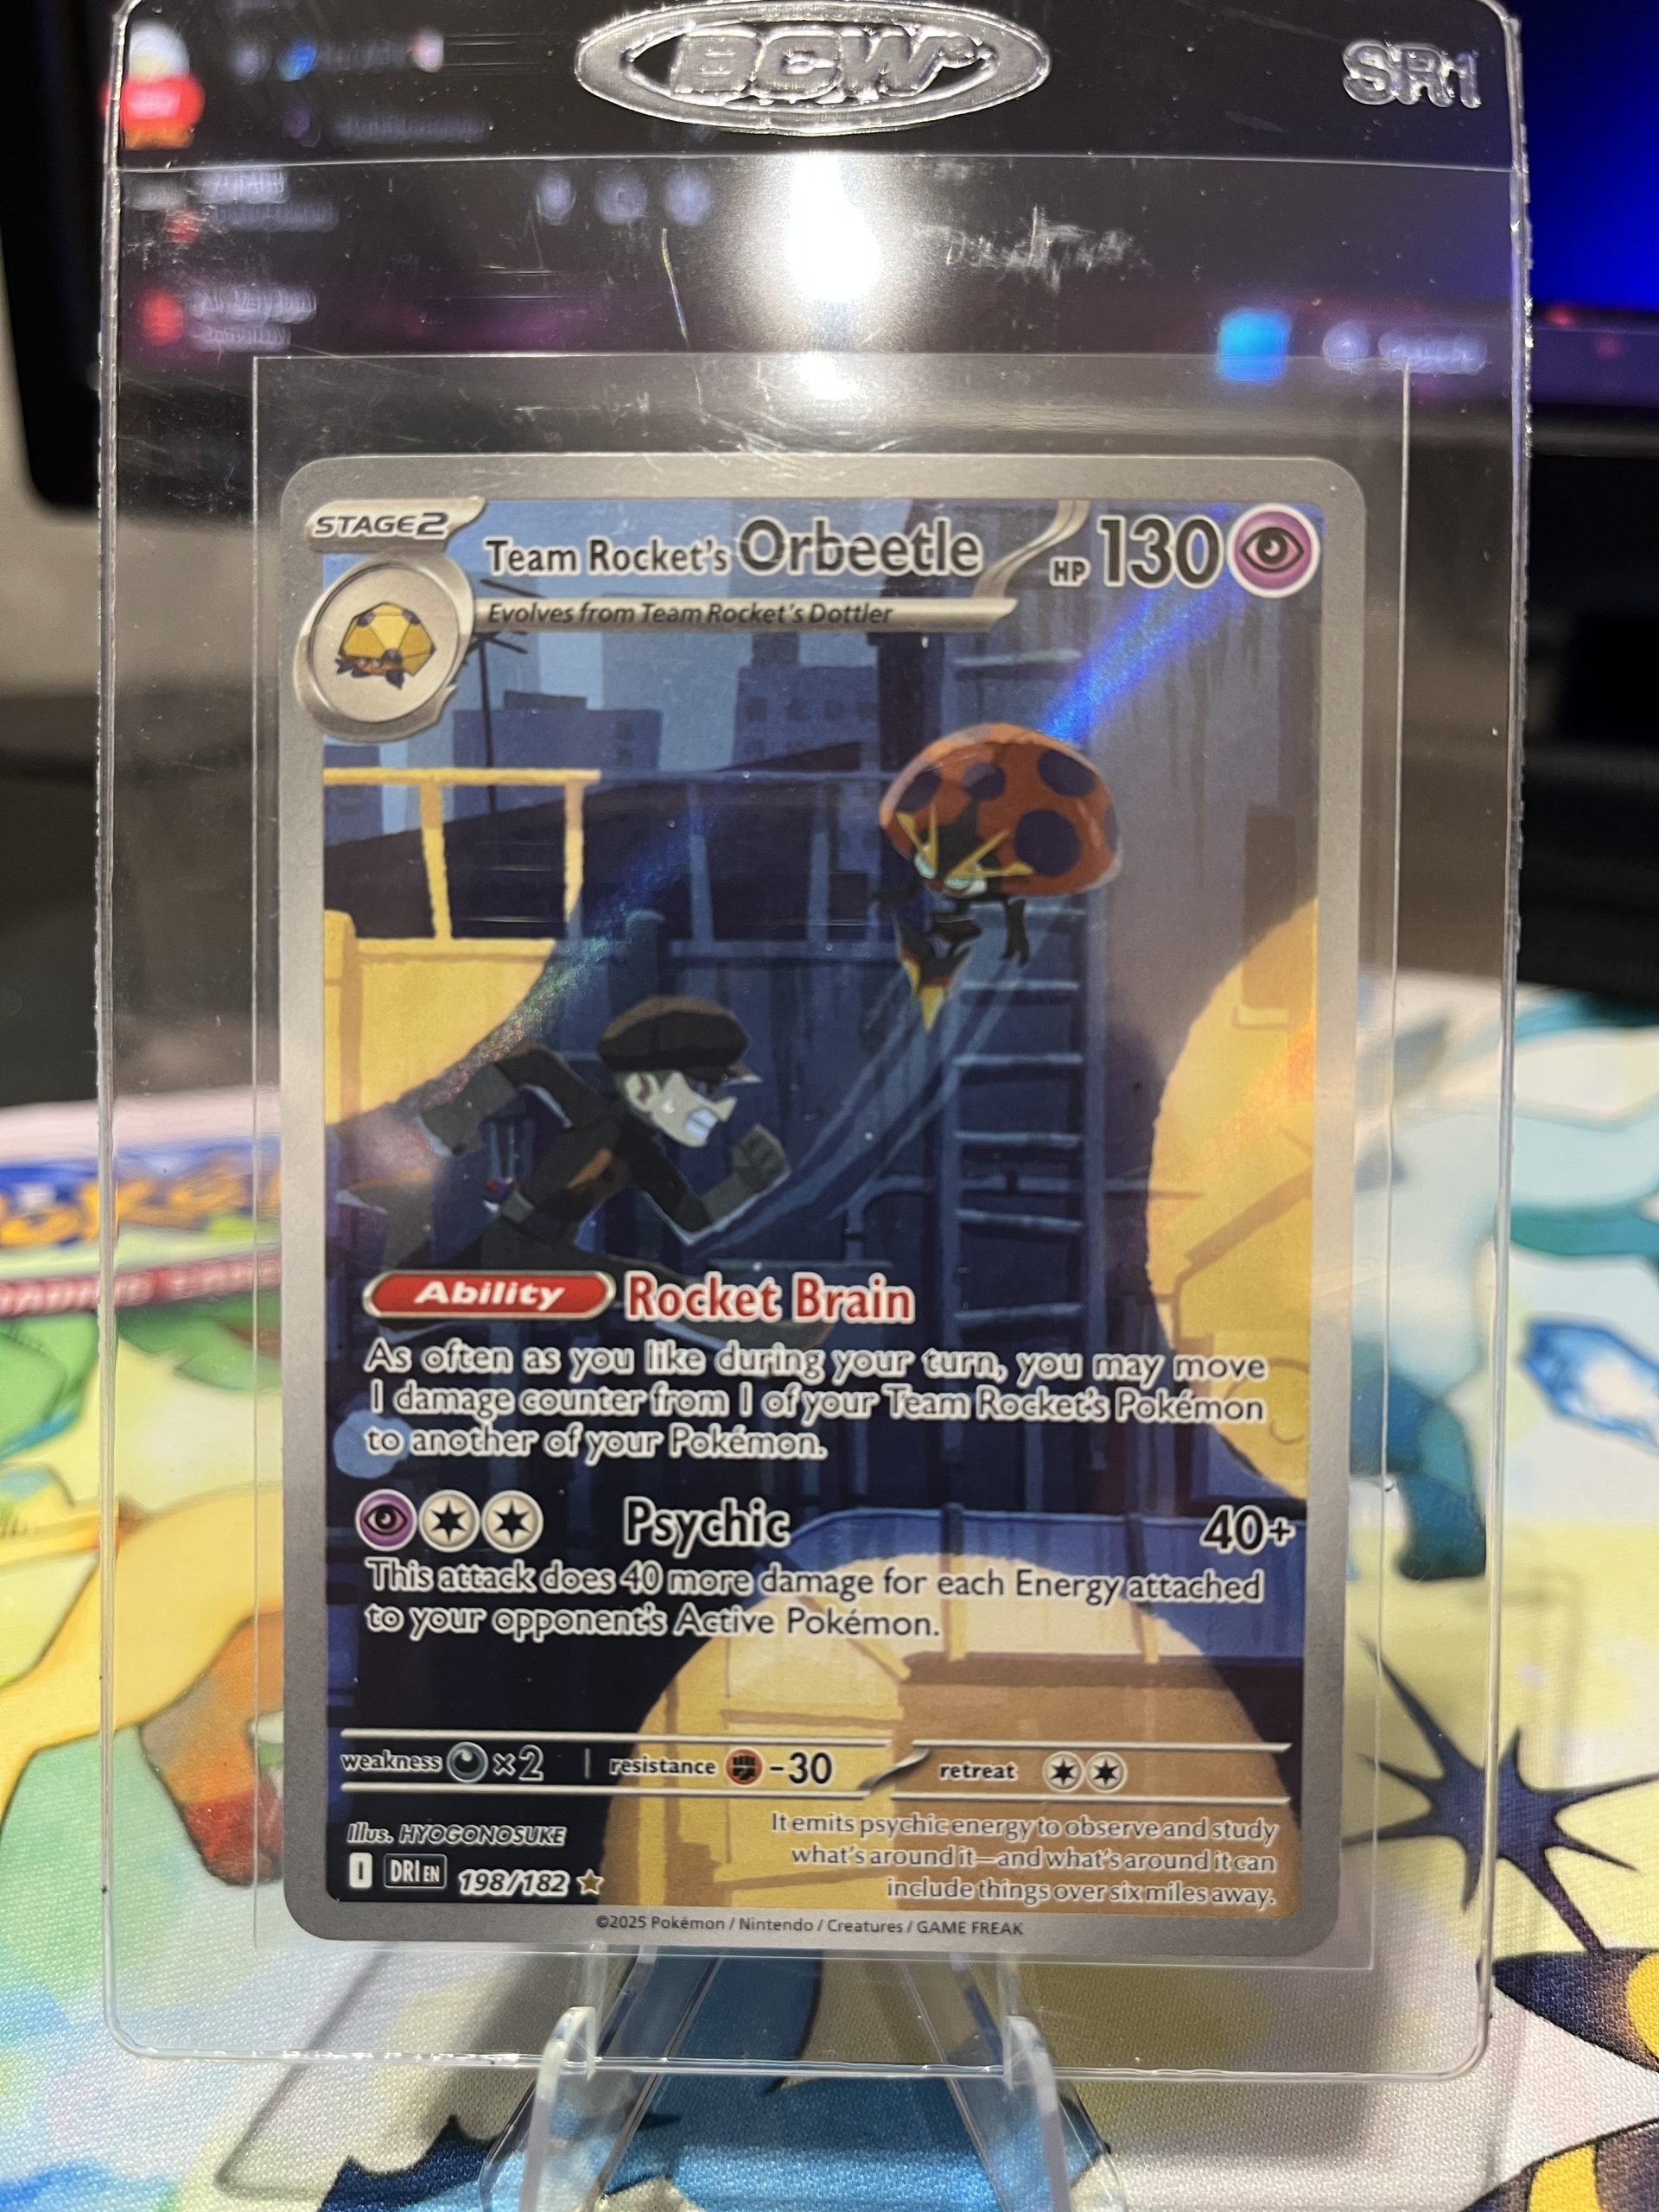 BCW
SR1
STAGE2
Team Rocket's Orbeetle
HP 130
Evolves from Team Rocket's Dottler
Ability Rocket Brain
As often as you like during your turn, you may move
1 damage counter from 1 of your Team Rocket's Pokémon
to another of your Pokémon.
Psychic 40+
This attack does 40 more damage for each Energy attached
to your opponent's Active Pokémon.
weakness ×2 | resistance -30 retreat
Illus. HYOGONOSUKE
I DRI EN 198/182
It emits psychic energy to observe and study
what's around it—and what's around it can
include things over six miles away.
©2025 Pokémon / Nintendo / Creatures / GAME FREAK